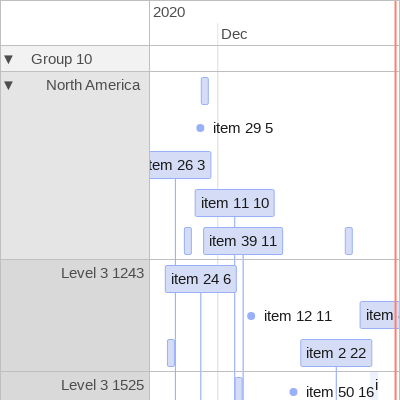 2020
Dec
▼ Group 10
▼ North America
item 29 5
tem 26 3
item 11 10
item 39 11
Level 3 1243
item 24 6
item 12 11
item
item 2 22
Level 3 1525
item 50 16
i